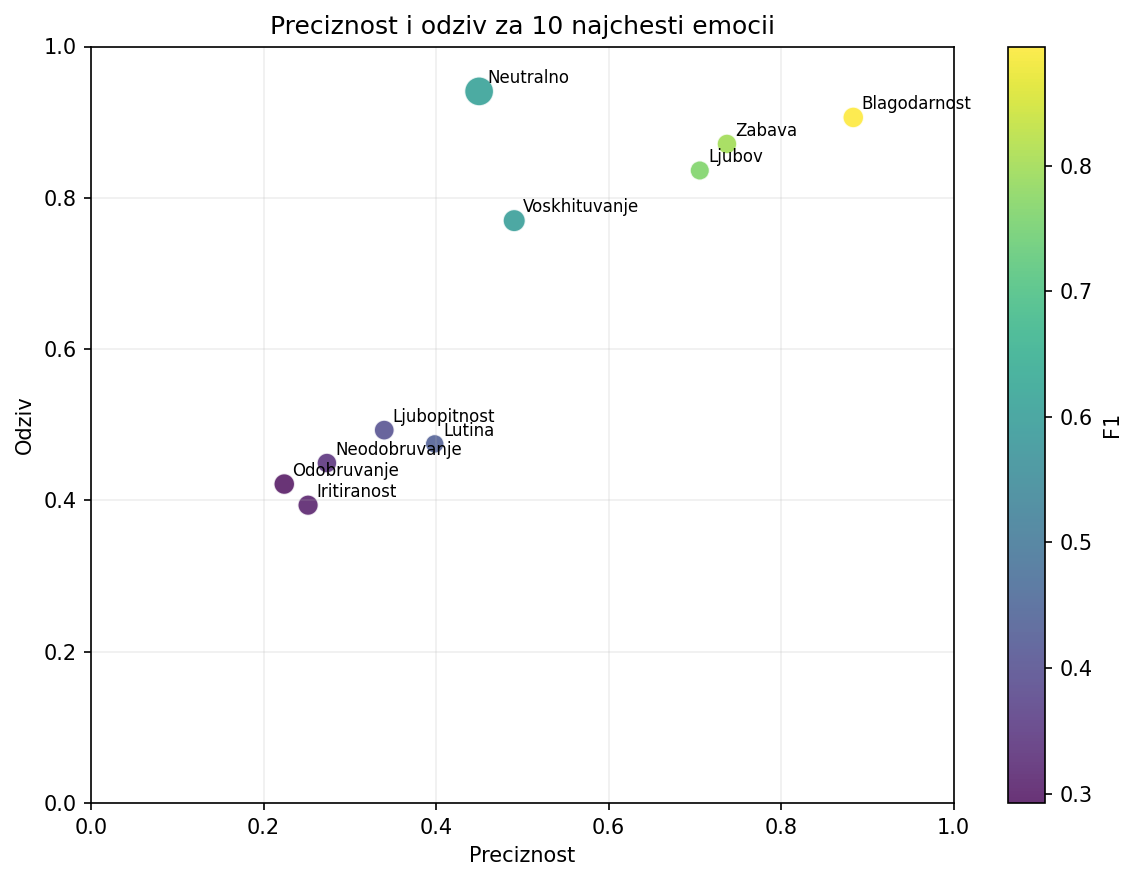 Preciznost i odziv za 10 najchesti emocii
1.0
0.8
0.6
0.4
0.2
0.0
Odziv
Neutralno
Blagodarnost
Zabava
Ljubov
Voskhituvanje
Ljubopitnost
Lutina
Neodobruvanje
Odobruvanje
Iritiranost
0.0
0.2
0.4
0.6
0.8
1.0
Preciznost
0.8
0.7
0.6
0.5
0.4
0.3
F1